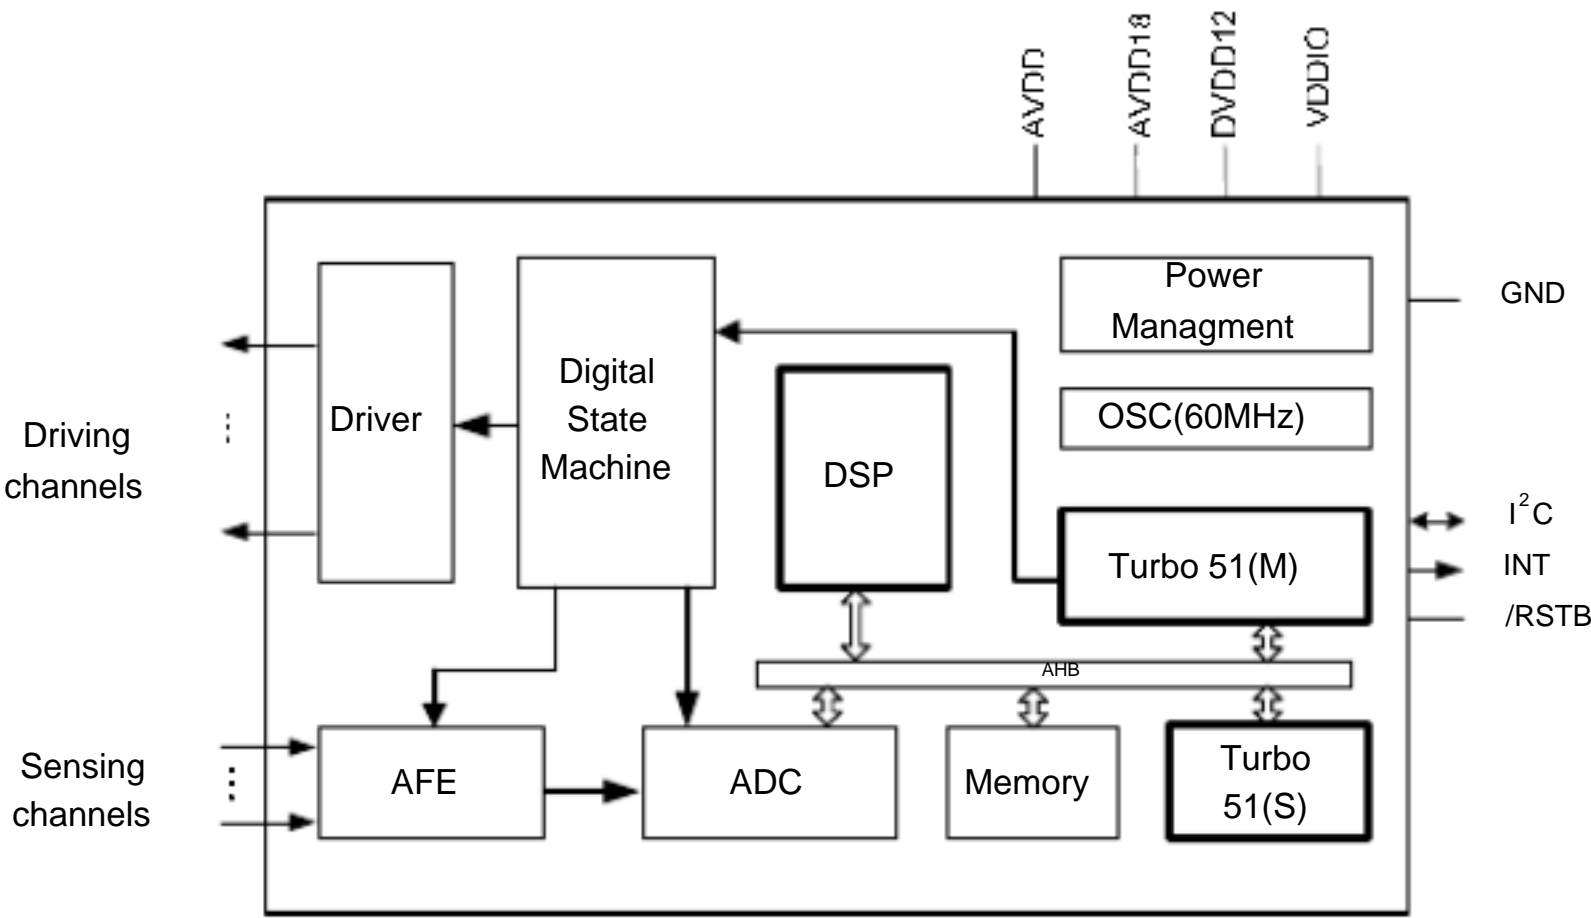 AVDD
AVDD18
DVDD12
VDDIO
Power
Managment
GND
OSC(60MHz)
Digital
State
Machine
Driver
Driving
channels
DSP
I²C
Turbo 51(M)
INT
/RSTB
AHB
Sensing
channels
AFE
ADC
Memory
Turbo
51(S)